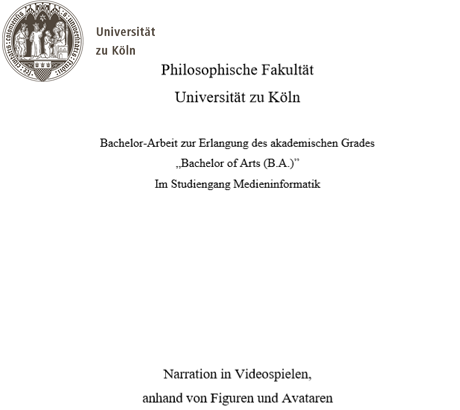 Universität
zu Köln
Philosophische Fakultät
Universität zu Köln
Bachelor-Arbeit zur Erlangung des akademischen Grades
„Bachelor of Arts (B.A.)”
Im Studiengang Medieninformatik
Narration in Videospielen,
anhand von Figuren und Avataren